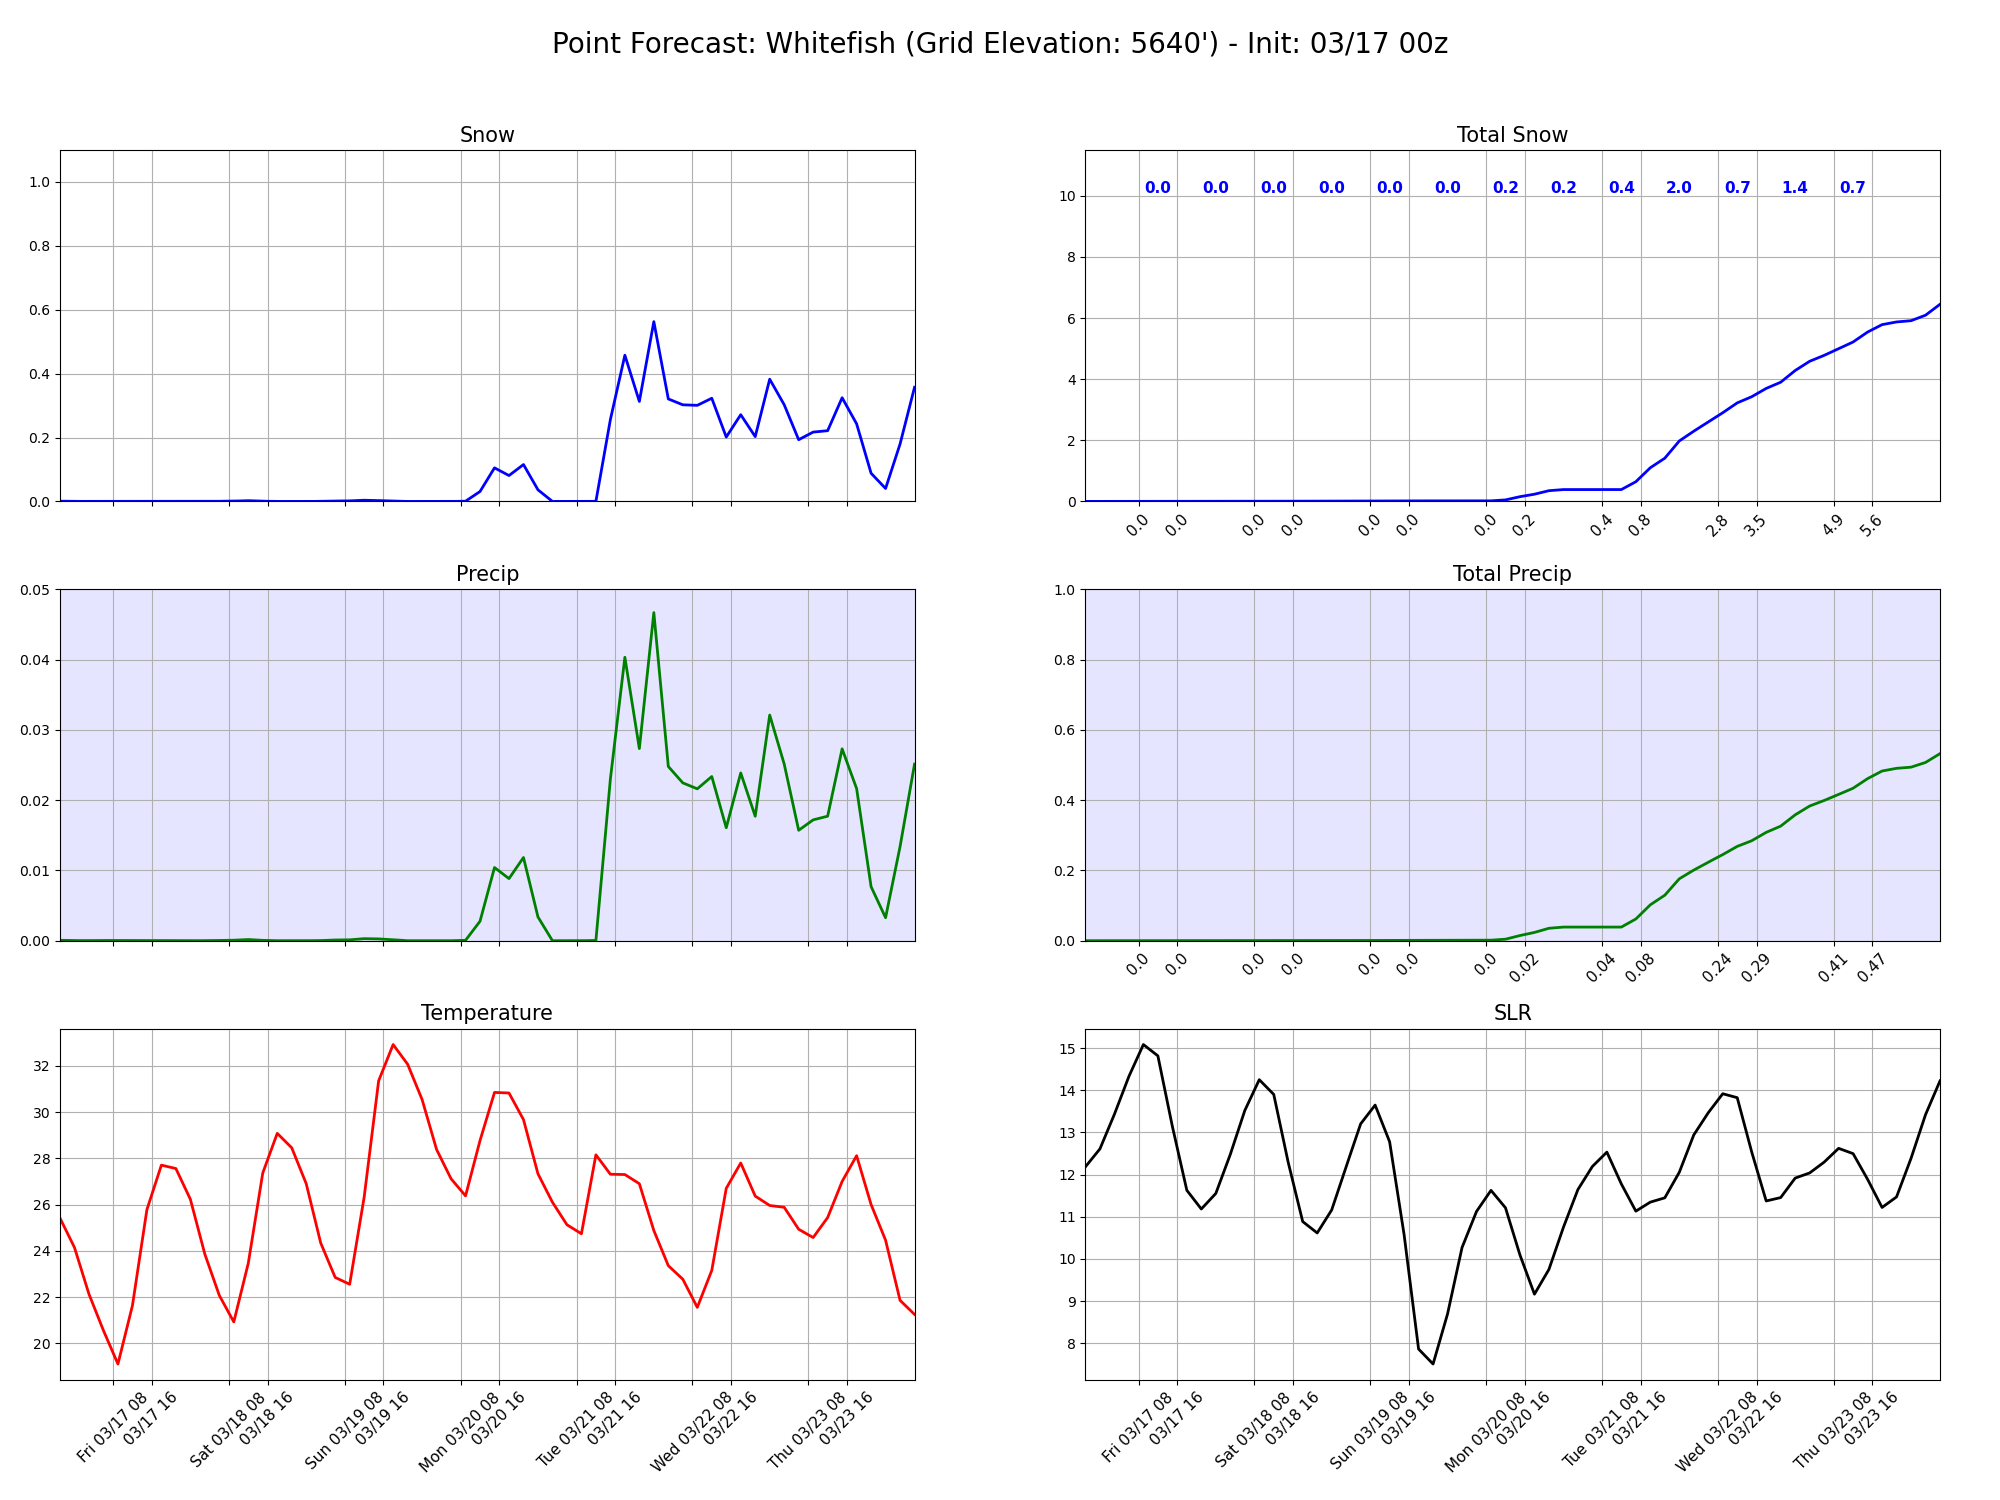 Point Forecast: Whitefish (Grid Elevation: 5640') - Init: 03/17 00z
Snow
1.0
0.8
0.6
0.4
0.2
0.0
Total Snow
0.0 0.0 0.0 0.0 0.0 0.0 0.2 0.2 0.4 2.0 0.7 1.4 0.7
10
8
6
4
2
0
0.0 0.0 0.0 0.0 0.0 0.0 0.0 0.2 0.4 0.8 2.8 3.5 4.9 5.6
Precip
0.05
0.04
0.03
0.02
0.01
0.00
Total Precip
1.0
0.8
0.6
0.4
0.2
0.0
0.0 0.0 0.0 0.0 0.0 0.0 0.0 0.02 0.04 0.08 0.24 0.29 0.41 0.47
Temperature
32
30
28
26
24
22
20
Fri 03/17 08
03/17 16
Sat 03/18 08
03/18 16
Sun 03/19 08
03/19 16
Mon 03/20 08
03/20 16
Tue 03/21 08
03/21 16
Wed 03/22 08
03/22 16
Thu 03/23 08
03/23 16
SLR
15
14
13
12
11
10
9
8
Fri 03/17 08
03/17 16
Sat 03/18 08
03/18 16
Sun 03/19 08
03/19 16
Mon 03/20 08
03/20 16
Tue 03/21 08
03/21 16
Wed 03/22 08
03/22 16
Thu 03/23 08
03/23 16